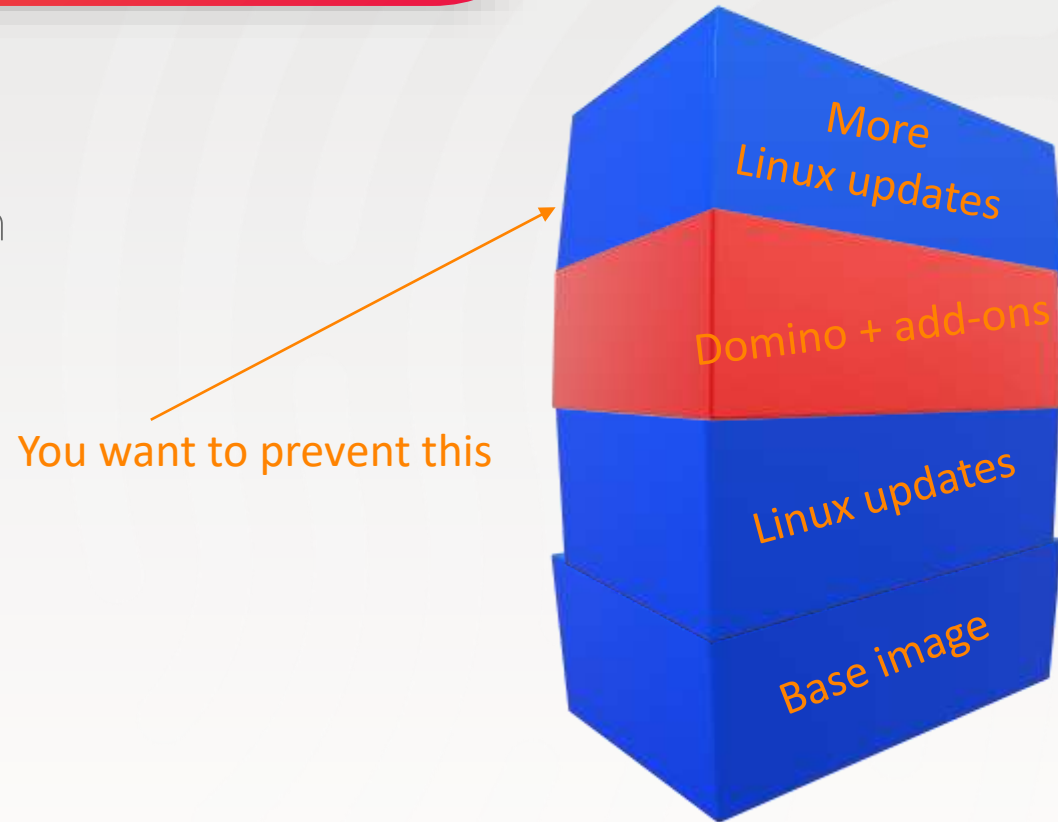 More
Linux updates
Domino + add-ons
You want to prevent this
Linux updates
Base image